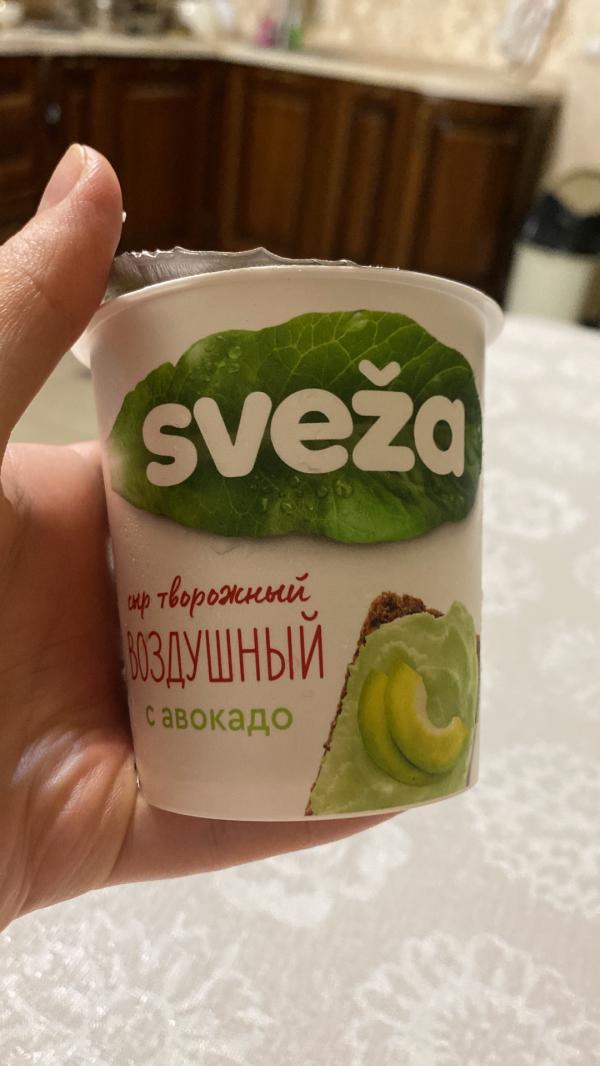 sveža
сыр творожный
ВОЗДУШНЫЙ
с авокадо